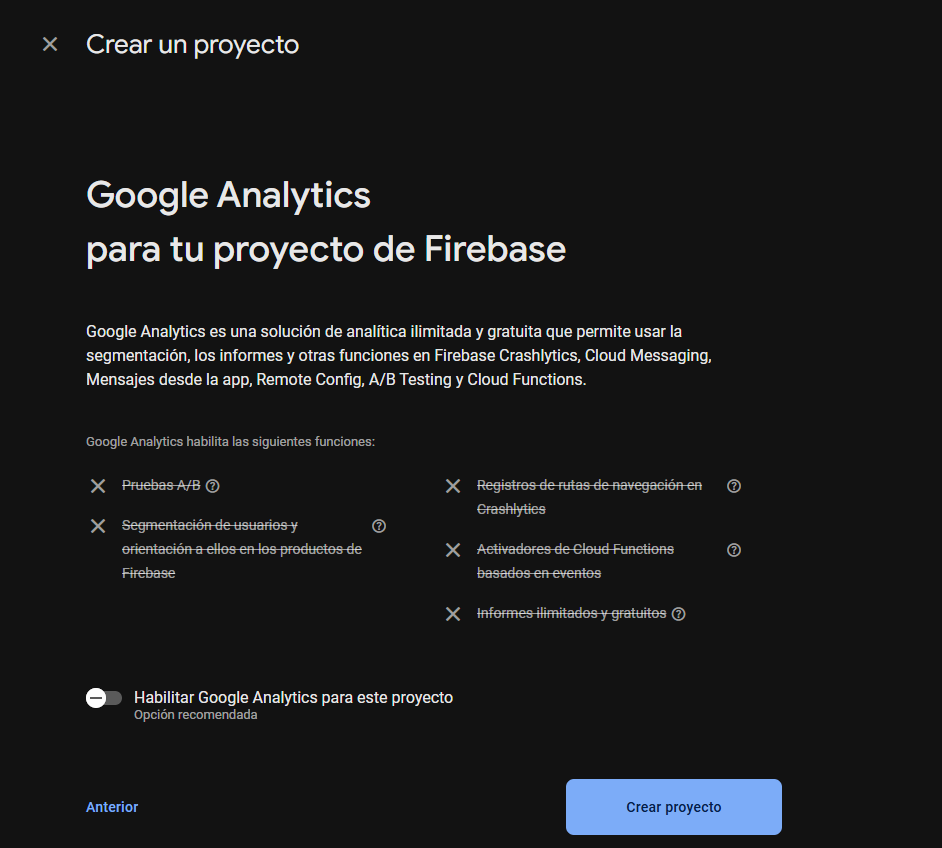 Crear un proyecto
Google Analytics
para tu proyecto de Firebase
Google Analytics es una solución de analítica ilimitada y gratuita que permite usar la
segmentación, los informes y otras funciones en Firebase Crashlytics, Cloud Messaging,
Mensajes desde la app, Remote Config, A/B Testing y Cloud Functions.
Google Analytics habilita las siguientes funciones:
Pruebas A/B
Segmentación de usuarios y
orientación a ellos en los productos de
Firebase
Registros de rutas de navegación en
Crashlytics
Activadores de Cloud Functions
basados en eventos
Informes ilimitados y gratuitos
Habilitar Google Analytics para este proyecto
Opción recomendada
Anterior
Crear proyecto